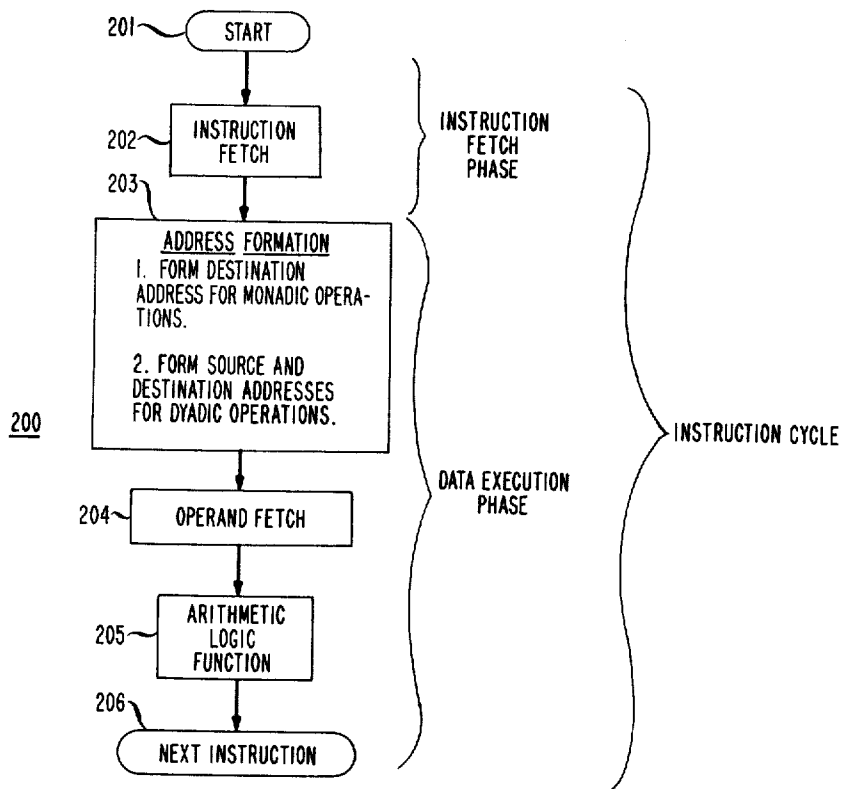 201
START
202
INSTRUCTION
FETCH
INSTRUCTION
FETCH
PHASE
203
ADDRESS FORMATION
1. FORM DESTINATION
ADDRESS FOR MONADIC OPERA-
TIONS.
2. FORM SOURCE AND
DESTINATION ADDRESSES
FOR DYADIC OPERATIONS.
200
INSTRUCTION CYCLE
DATA EXECUTION
PHASE
204
OPERAND FETCH
205
ARITHMETIC
LOGIC
FUNCTION
206
NEXT INSTRUCTION